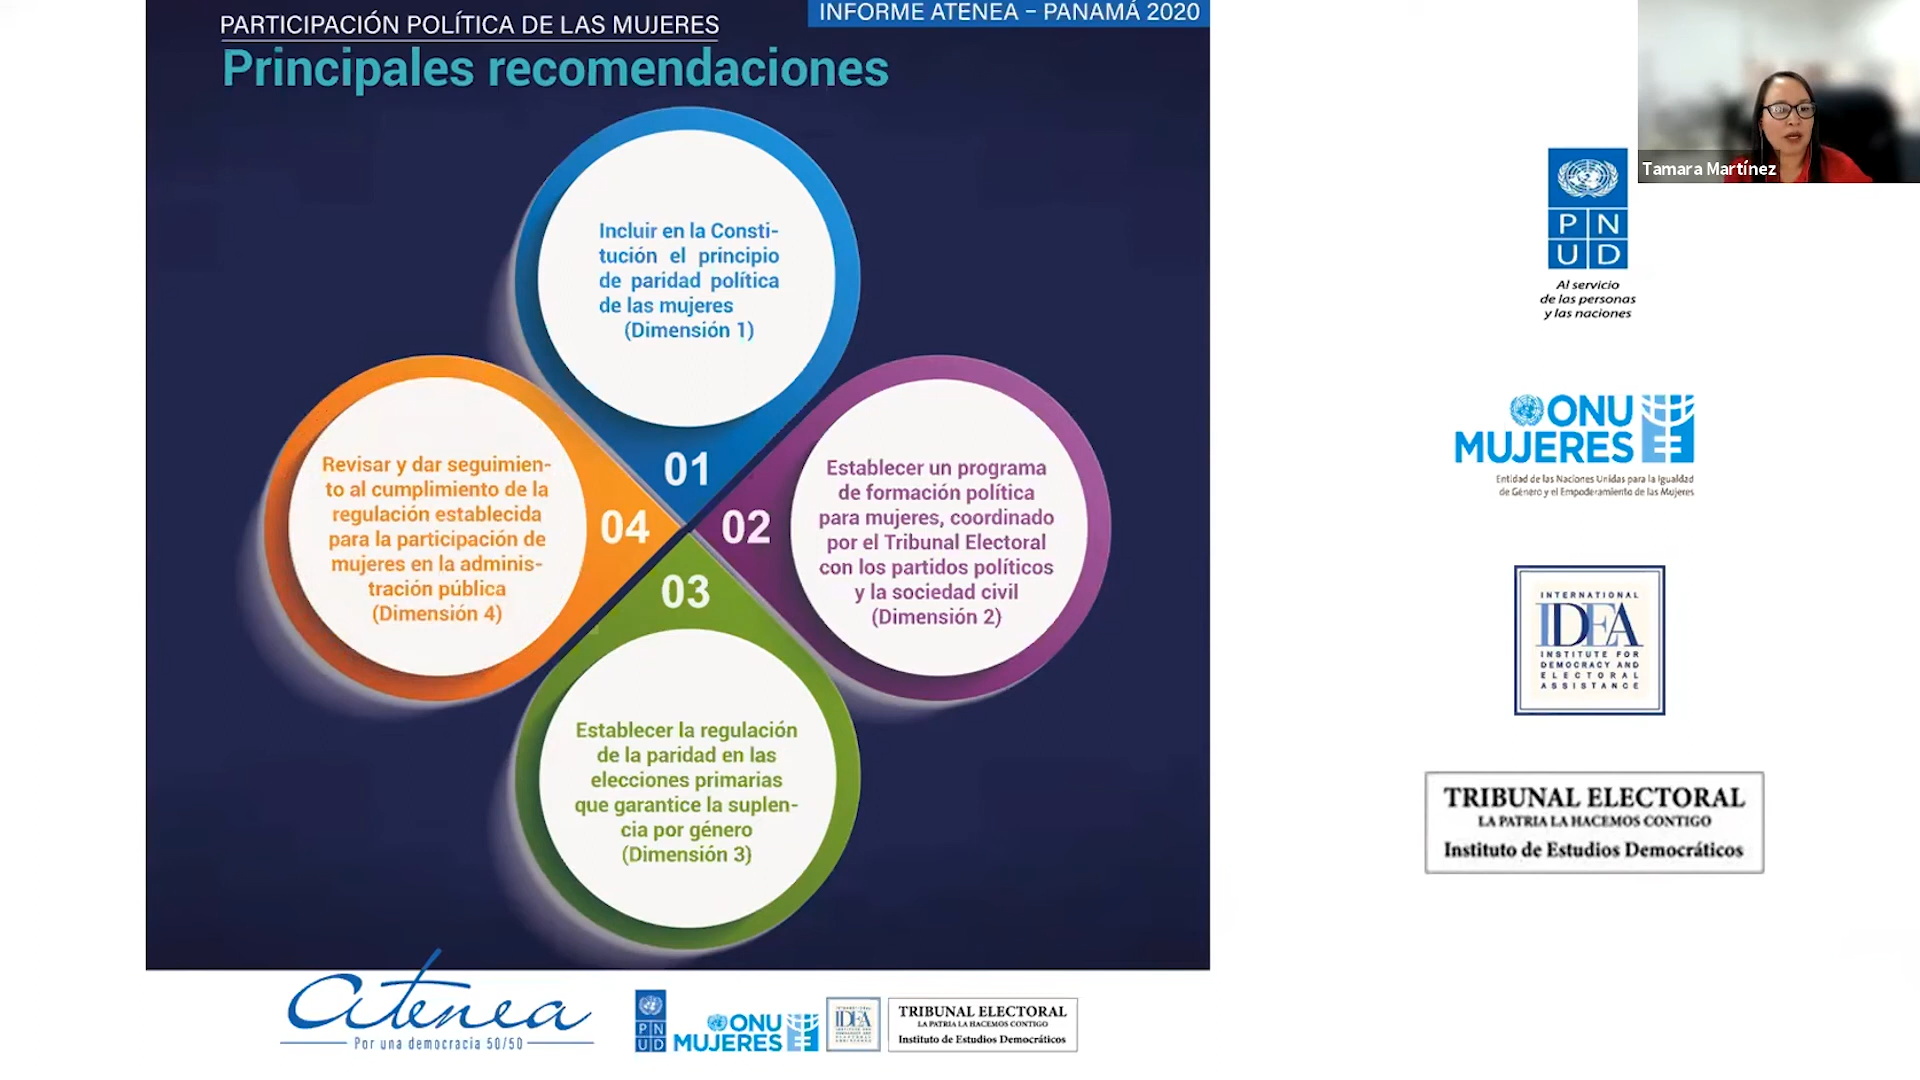 PARTICIPACIÓN POLÍTICA DE LAS MUJERES
INFORME ATENEA – PANAMÁ 2020
Principales recomendaciones
Incluir en la Consti-
tución el principio
de paridad política
de las mujeres
(Dimensión 1)
01
Establecer un programa
de formación política
para mujeres, coordinado
por el Tribunal Electoral
con los partidos políticos
y la sociedad civil
(Dimensión 2)
02
Establecer la regulación
de la paridad en las
elecciones primarias
que garantice la suplen-
cia por género
(Dimensión 3)
03
Revisar y dar seguimien-
to al cumplimiento de la
regulación establecida
para la participación de
mujeres en la adminis-
tración pública
(Dimensión 4)
04
Tamara Martínez
P N
U D
Al servicio
de las personas
y las naciones
ONU
MUJERES
Entidad de las Naciones Unidas para la Igualdad
de Género y el Empoderamiento de las Mujeres
INTERNATIONAL
IDEA
INSTITUTE FOR
DEMOCRACY AND
ELECTORAL
ASSISTANCE
TRIBUNAL ELECTORAL
LA PATRIA LA HACEMOS CONTIGO
Instituto de Estudios Democráticos
atenea
Por una democracia 50/50
P N
U D
ONU
MUJERES
INTERNATIONAL
IDEA
INSTITUTE FOR
DEMOCRACY AND
ELECTORAL
ASSISTANCE
TRIBUNAL ELECTORAL
LA PATRIA LA HACEMOS CONTIGO
Instituto de Estudios Democráticos